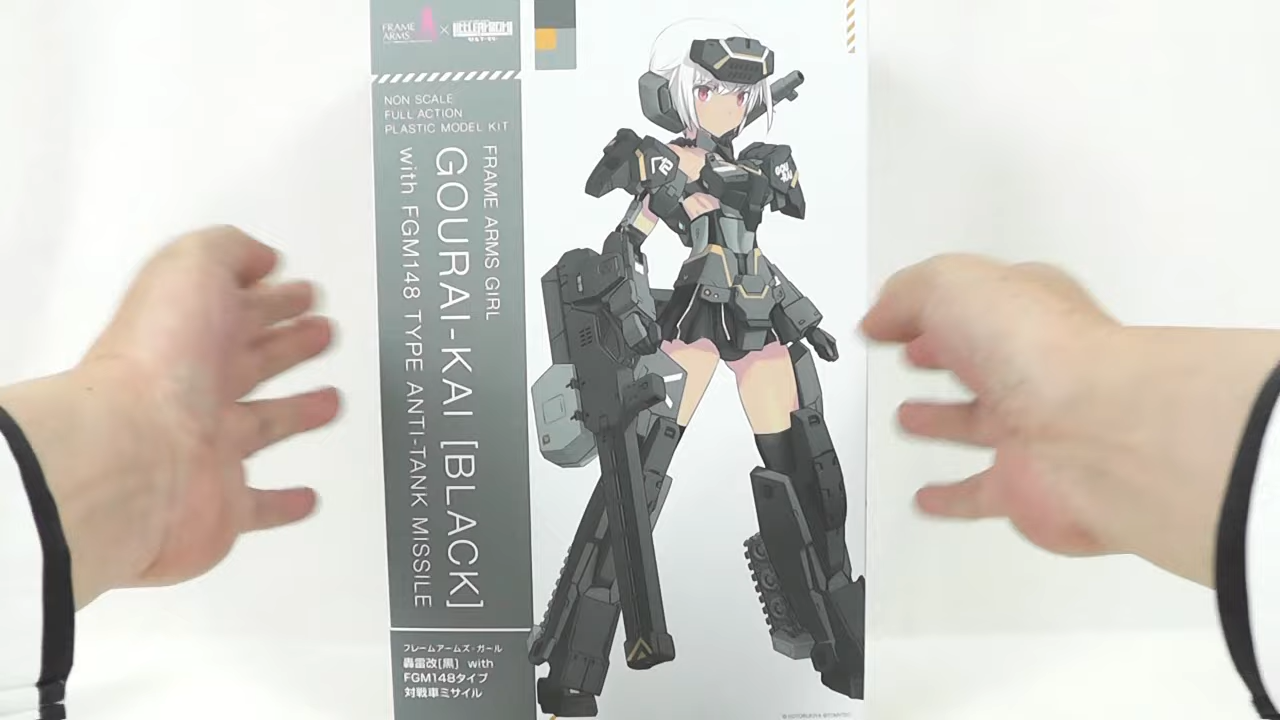 FRAME
ARMS
×
LITTLE ARMORY
NON SCALE
FULL ACTION
PLASTIC MODEL KIT
FRAME ARMS GIRL
GOURAI-KAI [BLACK]
with FGM148 TYPE ANTI-TANK MISSILE
フレームアームズ・ガール
轟雷改[黒] with
FGM148タイプ
対戦車ミサイル